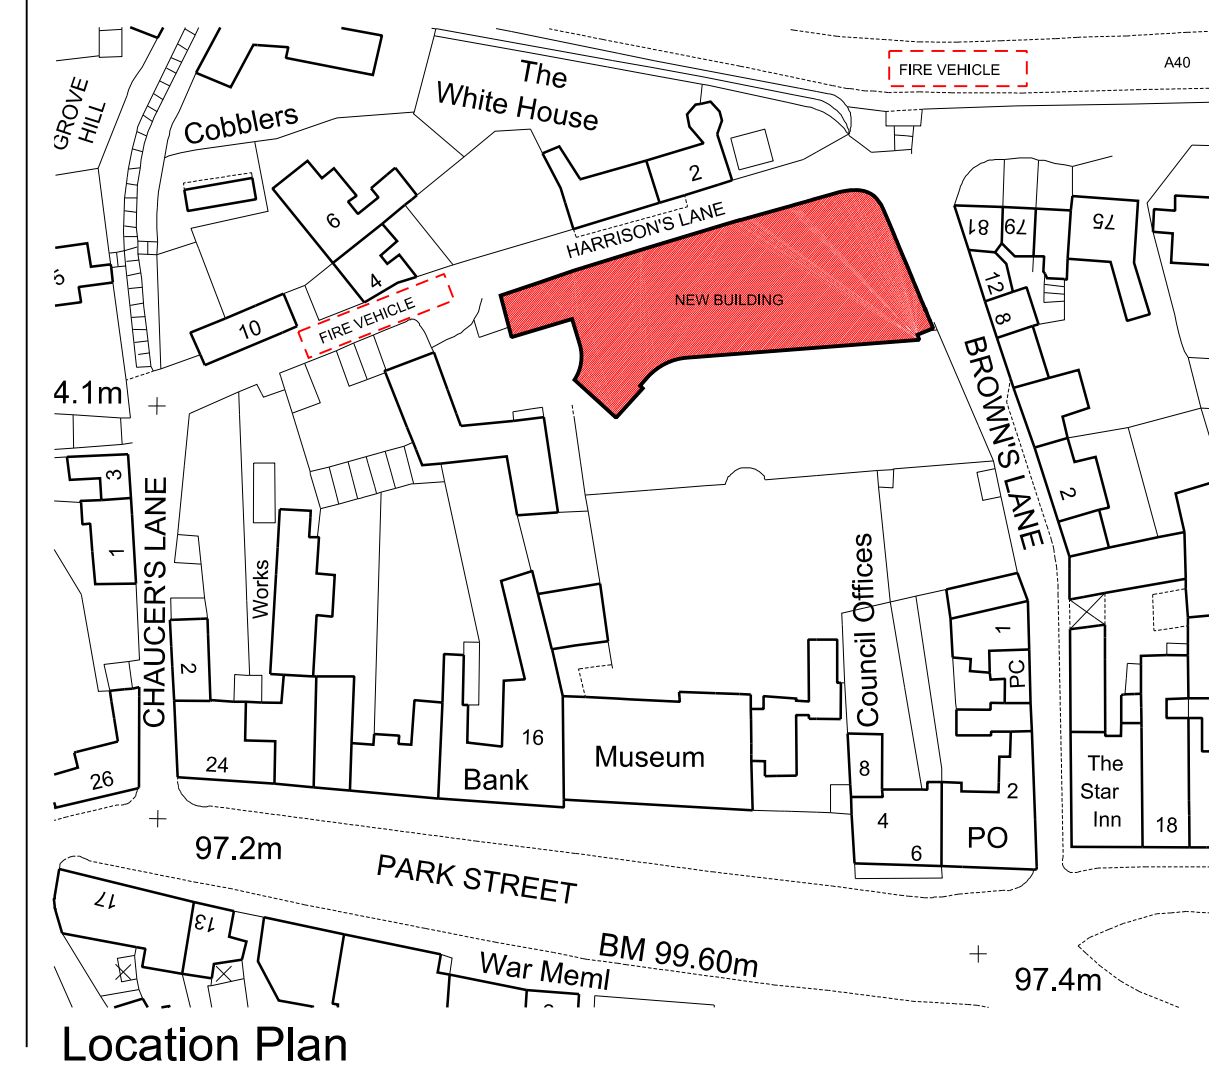 FIRE VEHICLE
A40
The
White House
GROVE
HILL
Cobblers
2
6
HARRISON'S LANE
81
79
75
4
5
12
NEW BUILDING
FIRE VEHICLE
10
8
BROWN'S LANE
4.1m
3
2
1
CHAUCER'S LANE
Works
Council Offices
1
2
PC
16
Museum
24
26
Bank
8
The
Star
Inn
2
4
6
PO
18
97.2m
PARK STREET
17
13
BM 99.60m
War Meml
97.4m
Location Plan